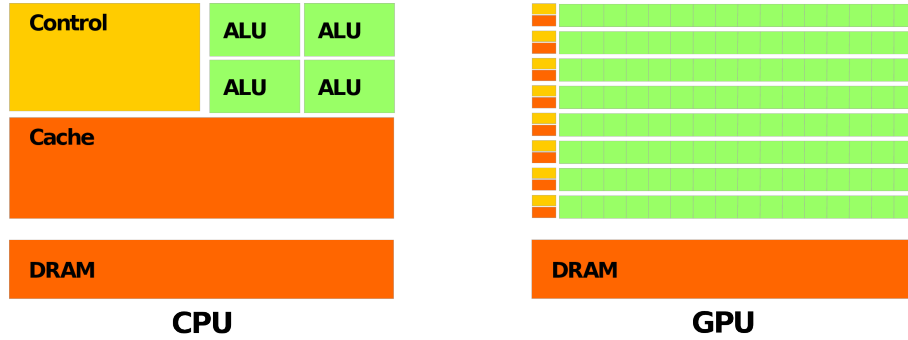 Control
ALU ALU
ALU ALU
Cache
DRAM
CPU
DRAM
GPU